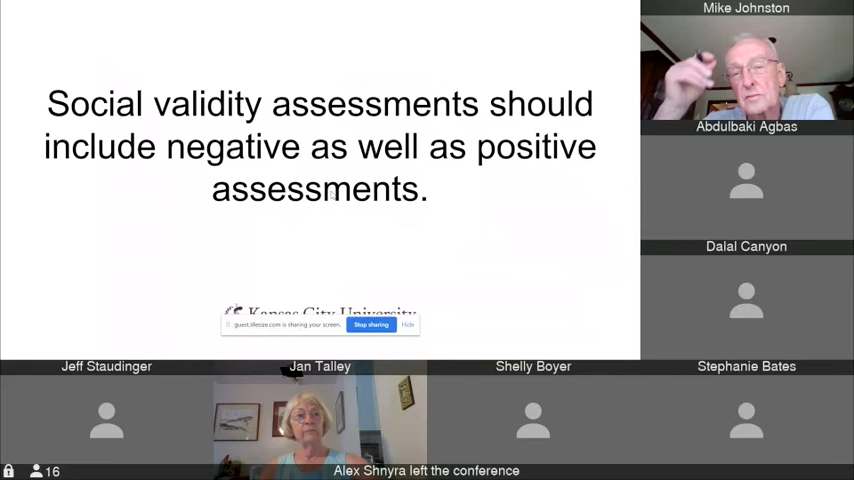 Mike Johnston
Social validity assessments should
include negative as well as positive
assessments.
Abdulbaki Agbas
Dalal Canyon
Kansas City University
guest.lifesize.com is sharing your screen.
Stop sharing
Hide
Jeff Staudinger
Jan Talley
Shelly Boyer
Stephanie Bates
16
Alex Shnyra left the conference